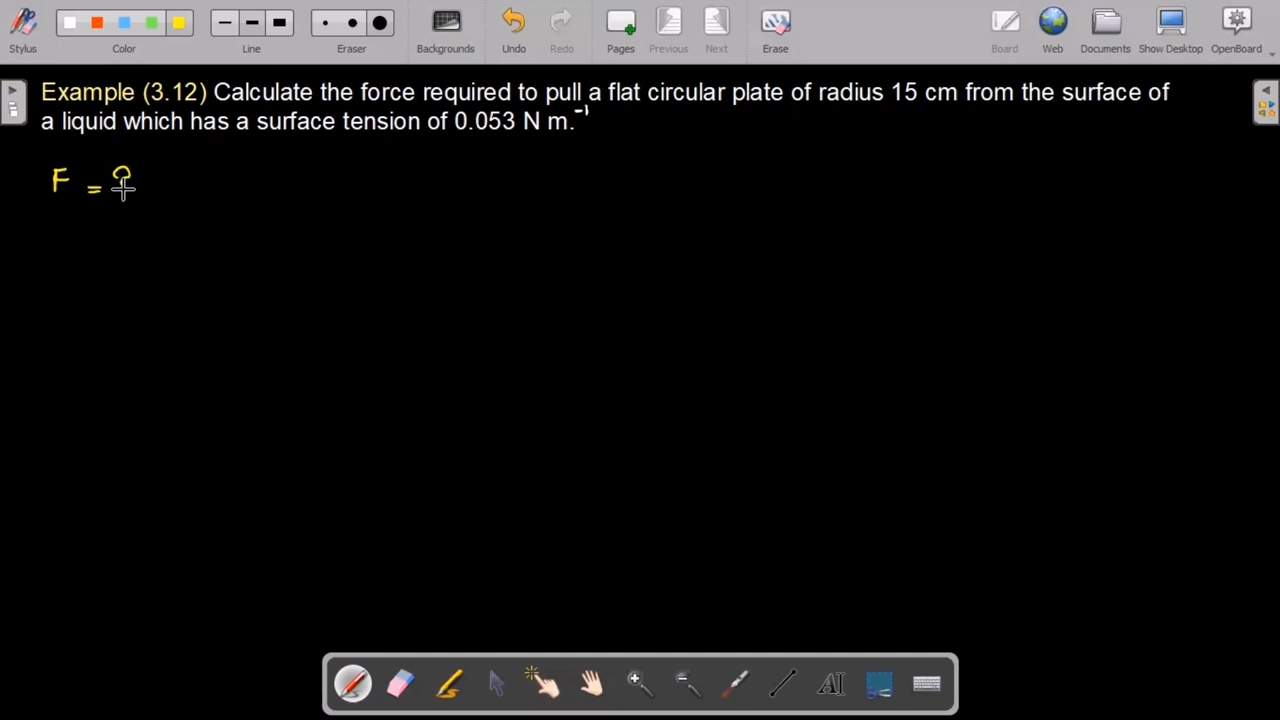 Stylus Color Line Eraser Backgrounds Undo Redo Pages Previous Next Erase Board Web Documents Show Desktop OpenBoard
Example (3.12) Calculate the force required to pull a flat circular plate of radius 15 cm from the surface of
a liquid which has a surface tension of 0.053 N m.⁻¹
F = ?
AI